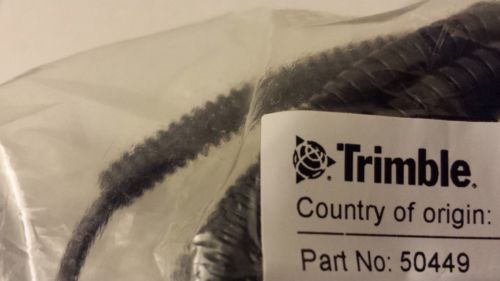 Trimble.
Country of origin:
Part No: 50449